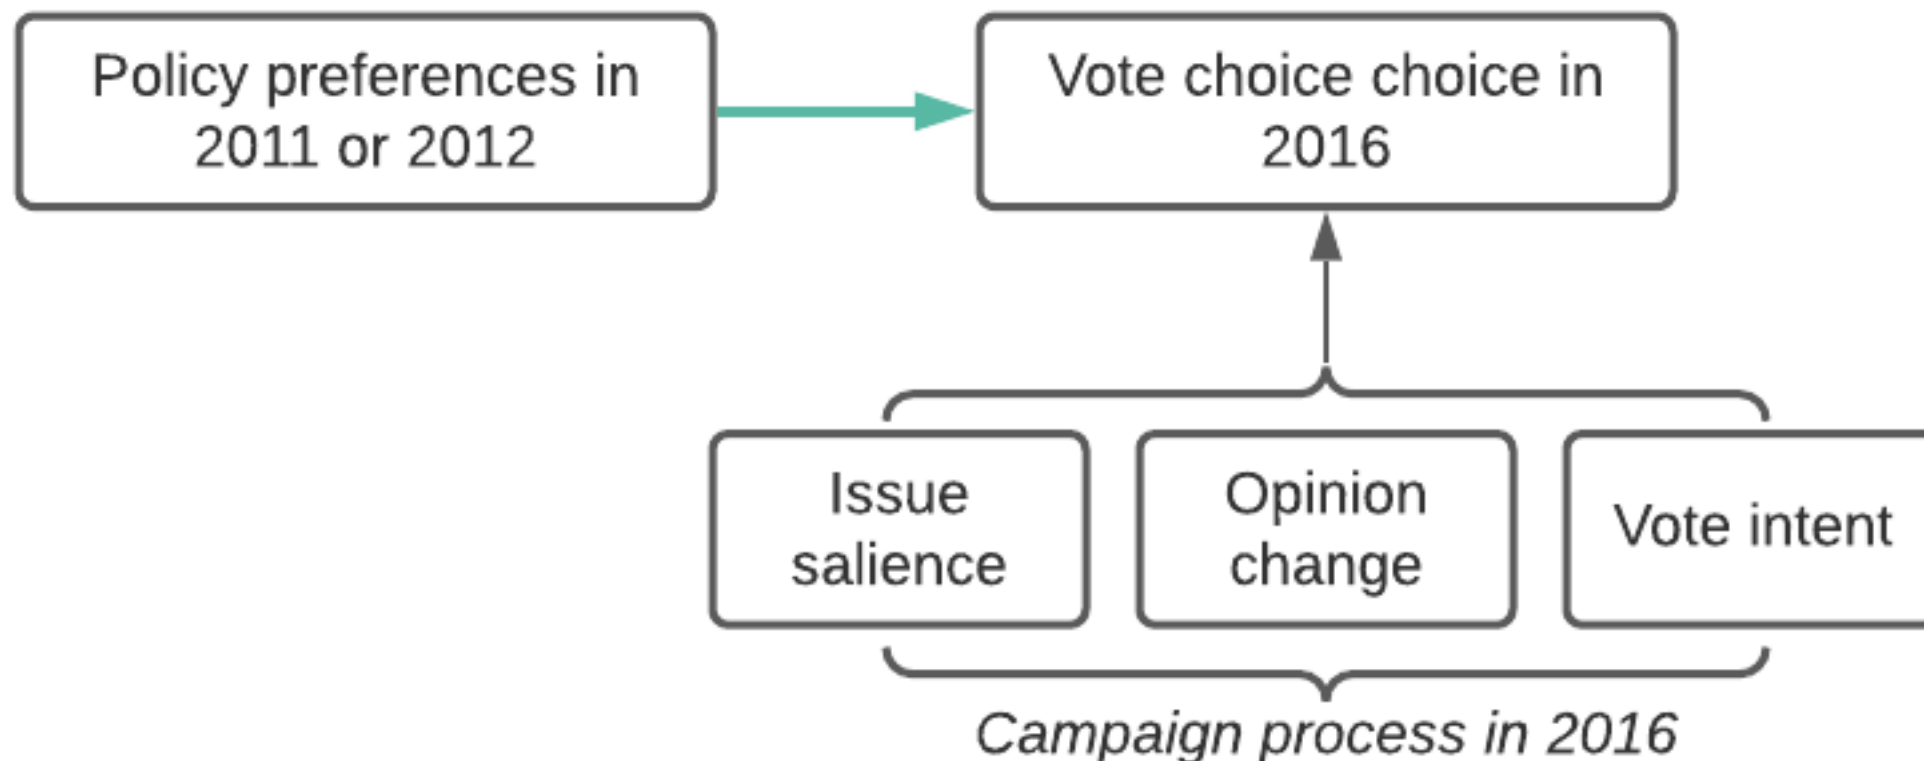 Policy preferences in
2011 or 2012
Vote choice choice in
2016
Issue
salience
Opinion
change
Vote intent
Campaign process in 2016